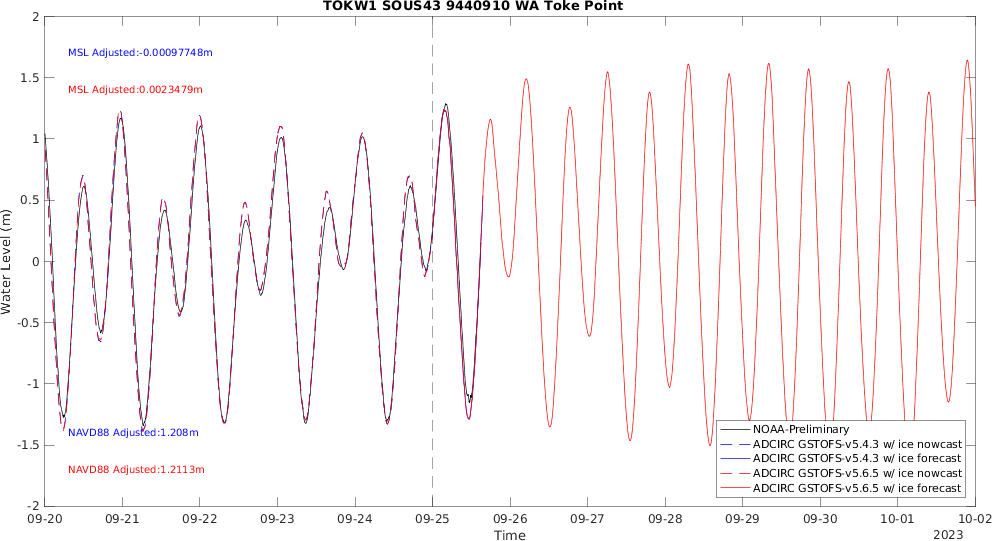 TOKW1 SOUS43 9440910 WA Toke Point
MSL Adjusted:-0.00097748m
MSL Adjusted:0.0023479m
NAVD88 Adjusted:1.208m
NAVD88 Adjusted:1.2113m
Water Level (m)
2
1.5
1
0.5
0
-0.5
-1
-1.5
-2
NOAA-Preliminary
ADCIRC GSTOFS-v5.4.3 w/ ice nowcast
ADCIRC GSTOFS-v5.4.3 w/ ice forecast
ADCIRC GSTOFS-v5.6.5 w/ ice nowcast
ADCIRC GSTOFS-v5.6.5 w/ ice forecast
09-20 09-21 09-22 09-23 09-24 09-25 09-26 09-27 09-28 09-29 09-30 10-01 10-02
Time
2023